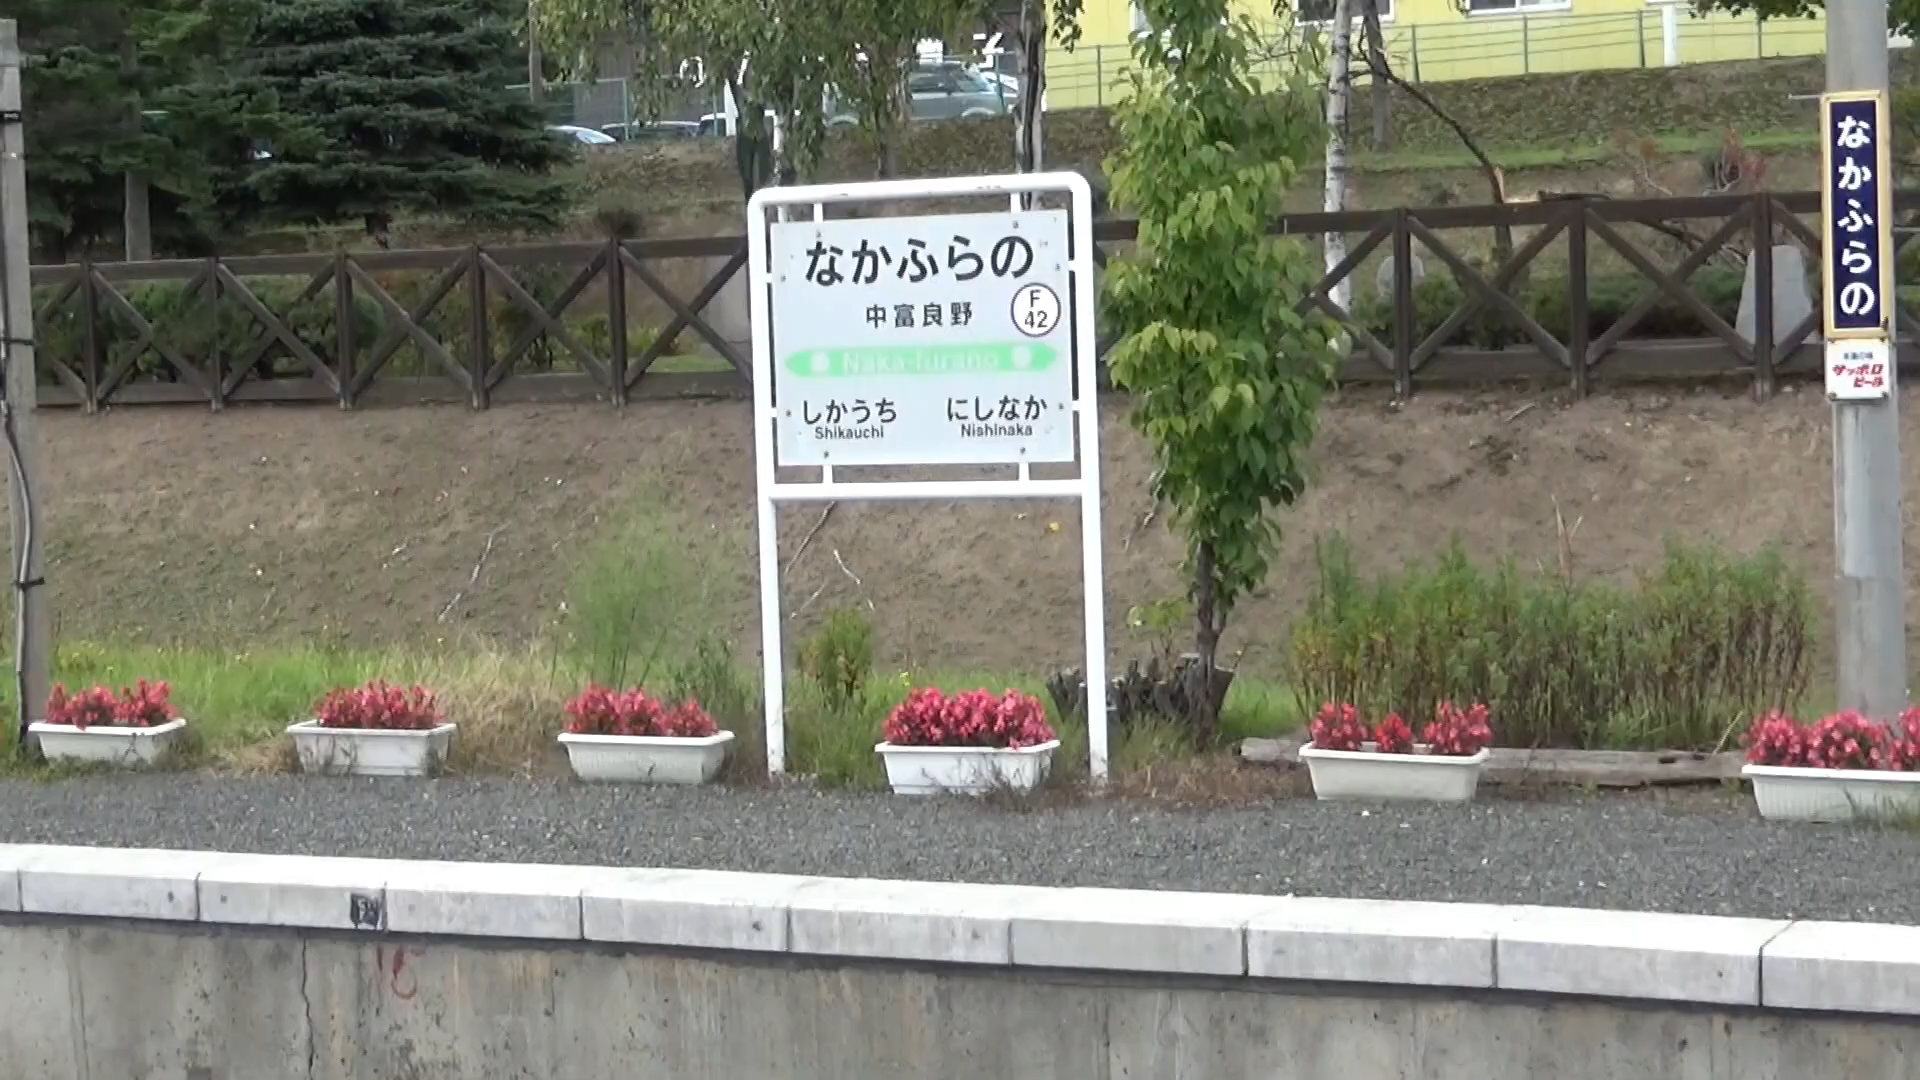 なかふらの
中富良野
F
42
Naka-furano
しかうち
Shikauchi
にしなか
Nishinaka
なかふらの
サッポロ
ビール